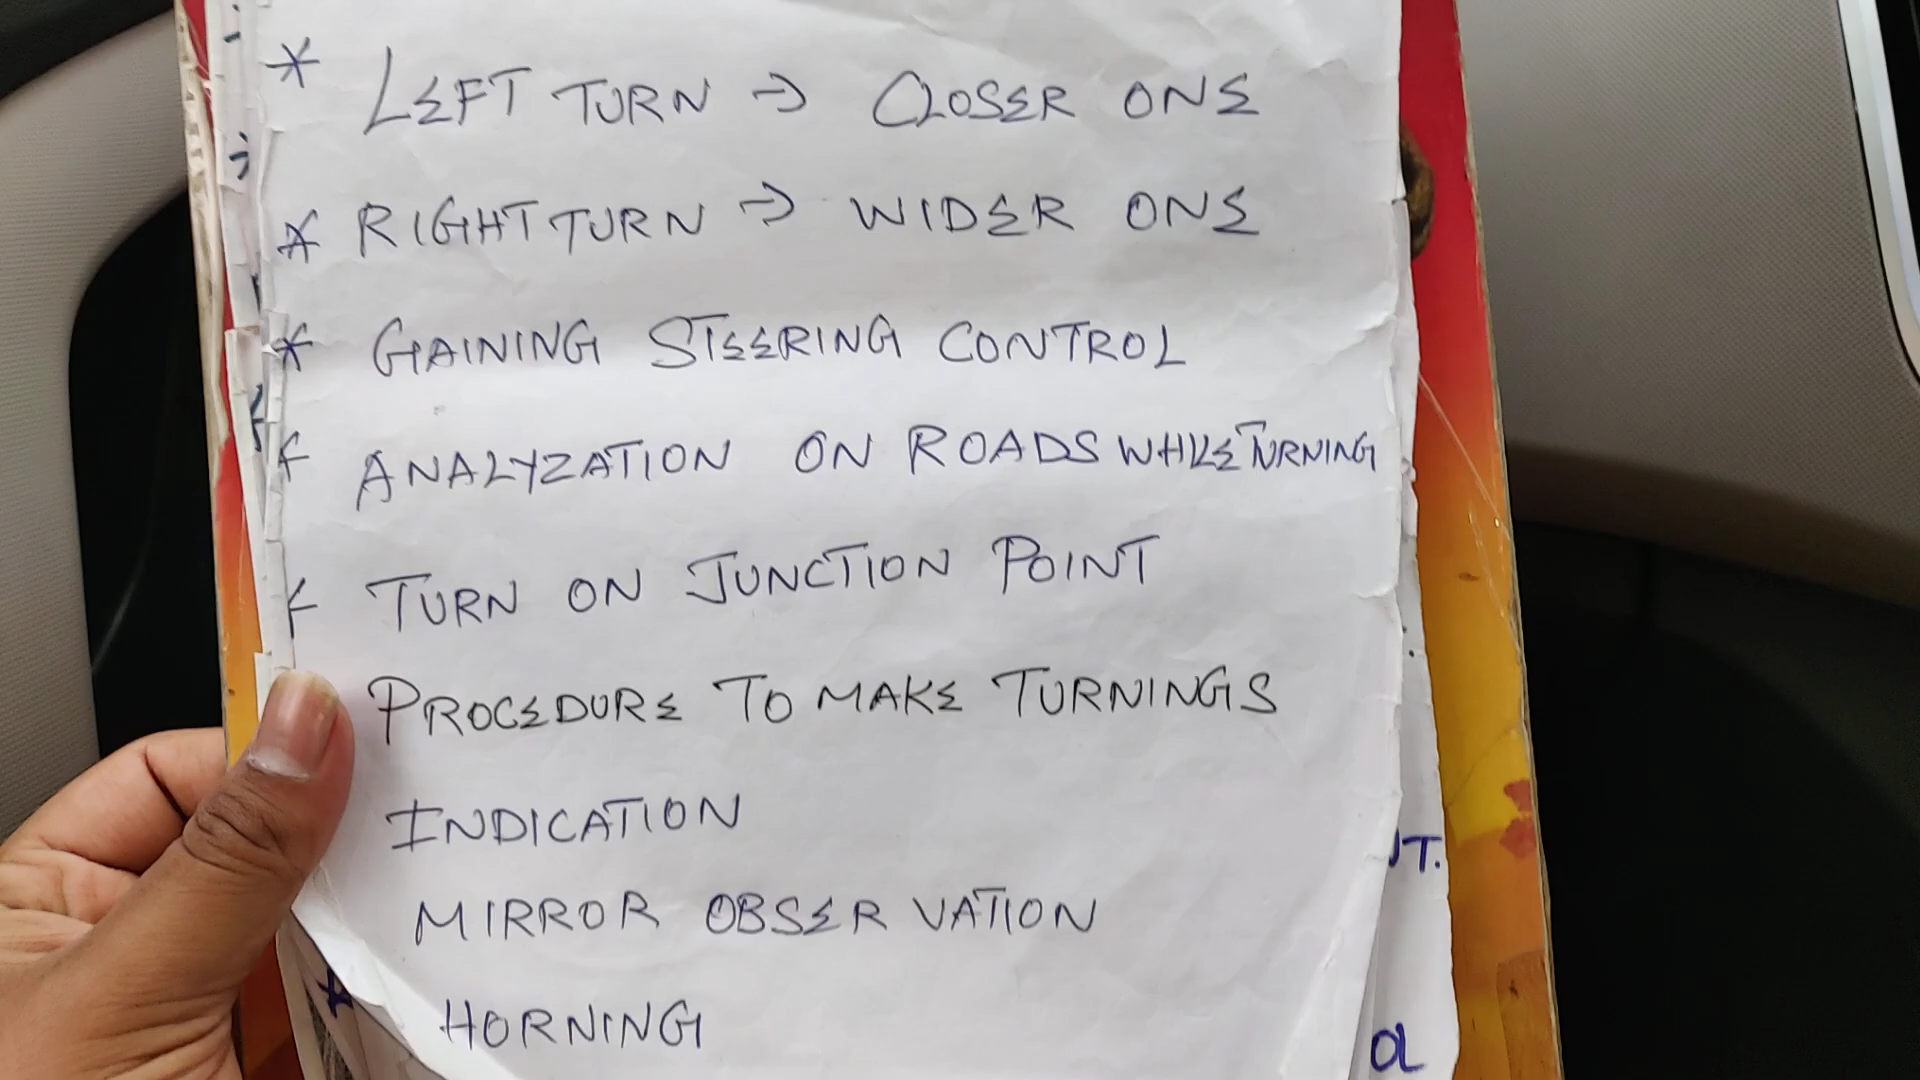 * LEFT TURN → CLOSER ONE
* RIGHT TURN → WIDER ONE
* GAINING STEERING CONTROL
* ANALYZATION ON ROADS WHILE TURNING
* TURN ON JUNCTION POINT
PROCEDURE TO MAKE TURNINGS
INDICATION
MIRROR OBSERVATION
HORNING